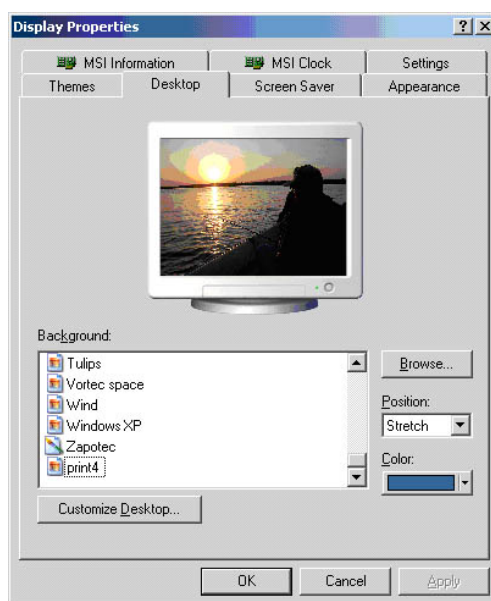 Display Properties
MSI Information MSI Clock Settings
Themes Desktop Screen Saver Appearance
Background:
Tulips
Vortec space
Wind
Windows XP
Zapotec
print4
Browse...
Position:
Stretch
Color:
Customize Desktop...
OK Cancel Apply